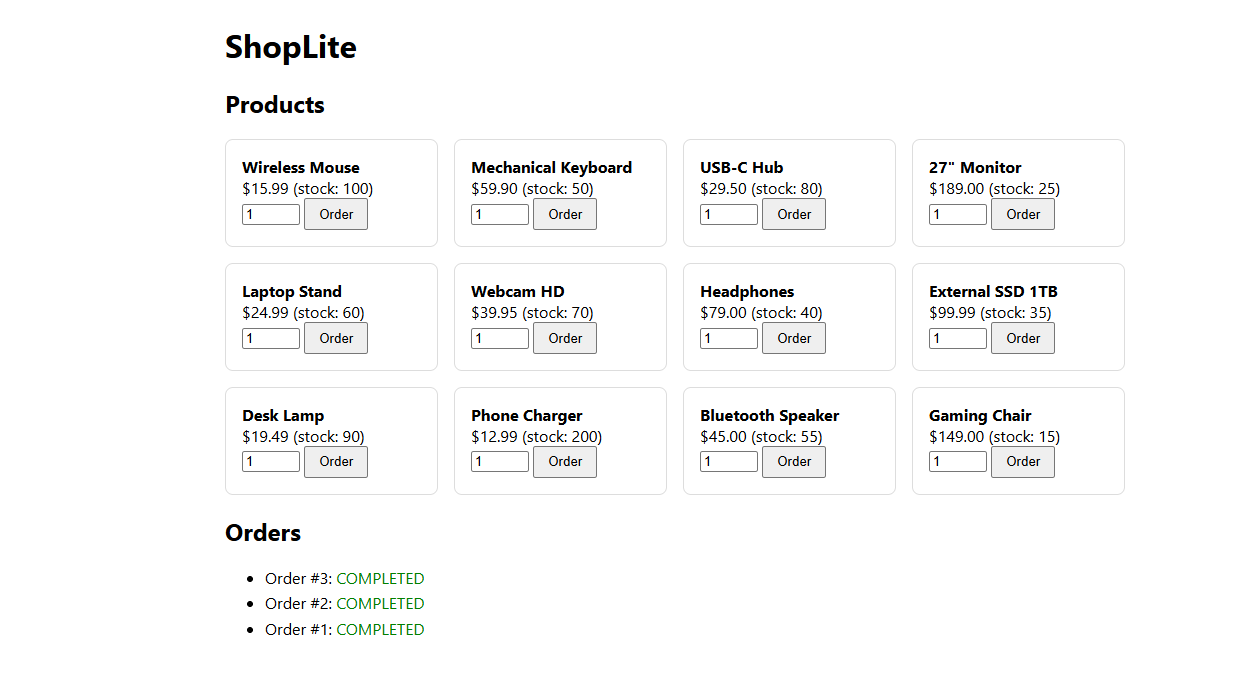 ShopLite
Products
Wireless Mouse
$15.99 (stock: 100)
1 Order
Mechanical Keyboard
$59.90 (stock: 50)
1 Order
USB-C Hub
$29.50 (stock: 80)
1 Order
27" Monitor
$189.00 (stock: 25)
1 Order
Laptop Stand
$24.99 (stock: 60)
1 Order
Webcam HD
$39.95 (stock: 70)
1 Order
Headphones
$79.00 (stock: 40)
1 Order
External SSD 1TB
$99.99 (stock: 35)
1 Order
Desk Lamp
$19.49 (stock: 90)
1 Order
Phone Charger
$12.99 (stock: 200)
1 Order
Bluetooth Speaker
$45.00 (stock: 55)
1 Order
Gaming Chair
$149.00 (stock: 15)
1 Order
Orders
• Order #3: COMPLETED
• Order #2: COMPLETED
• Order #1: COMPLETED